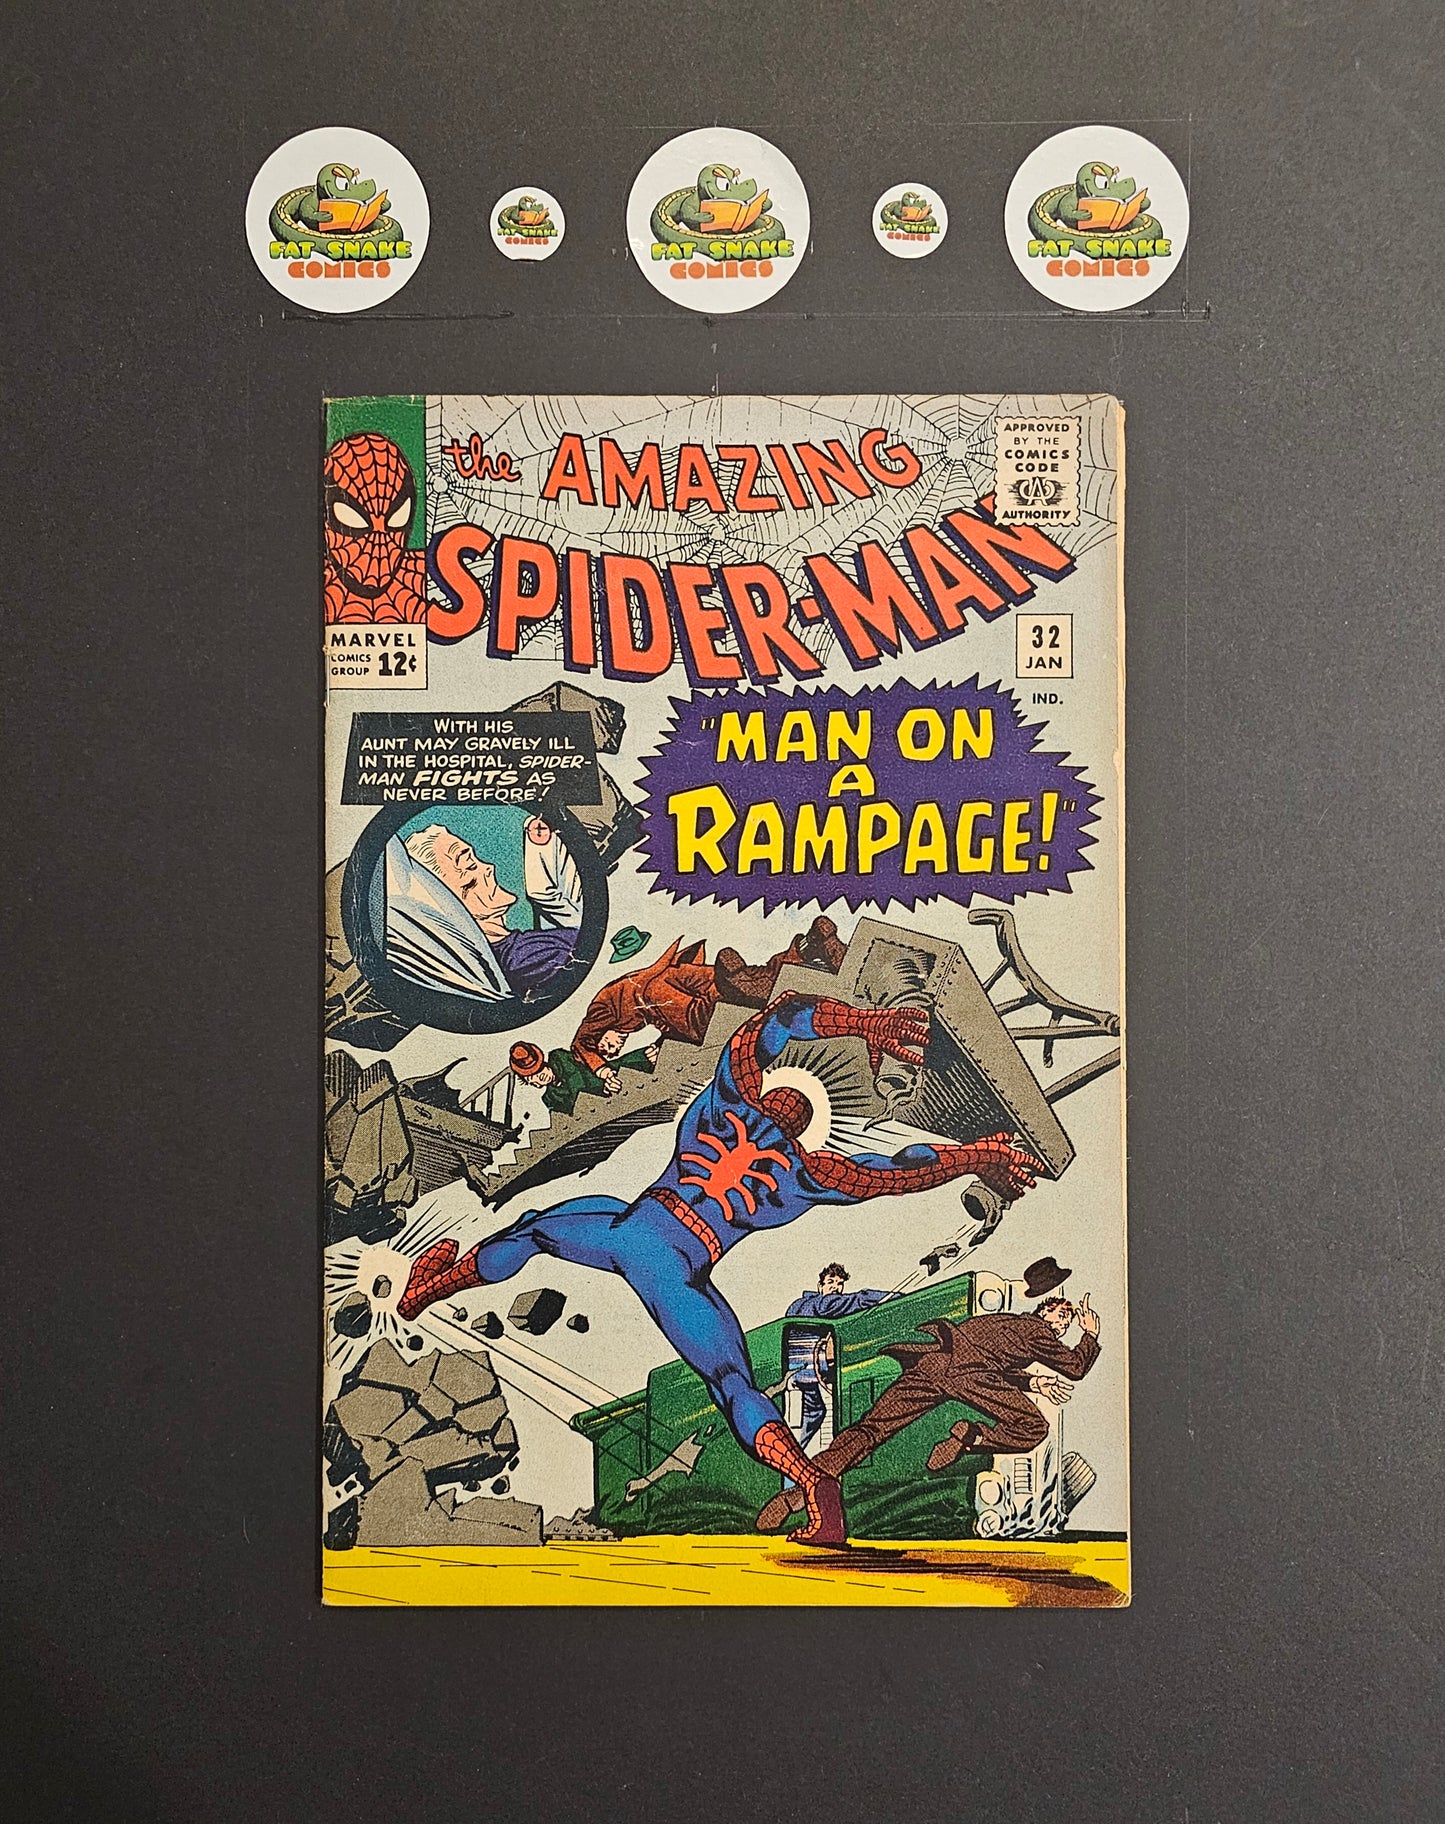 FAT SNAKE
COMICS
FAT SNAKE
COMICS
FAT SNAKE
COMICS
FAT SNAKE
COMICS
FAT SNAKE
COMICS
the AMAZING
SPIDER-MAN
APPROVED
BY THE
COMICS
CODE
CA
AUTHORITY
MARVEL
COMICS
GROUP 12¢
32
JAN
IND.
WITH HIS
AUNT MAY GRAVELY ILL
IN THE HOSPITAL, SPIDER-
MAN FIGHTS AS
NEVER BEFORE!
"MAN ON
A
RAMPAGE!"